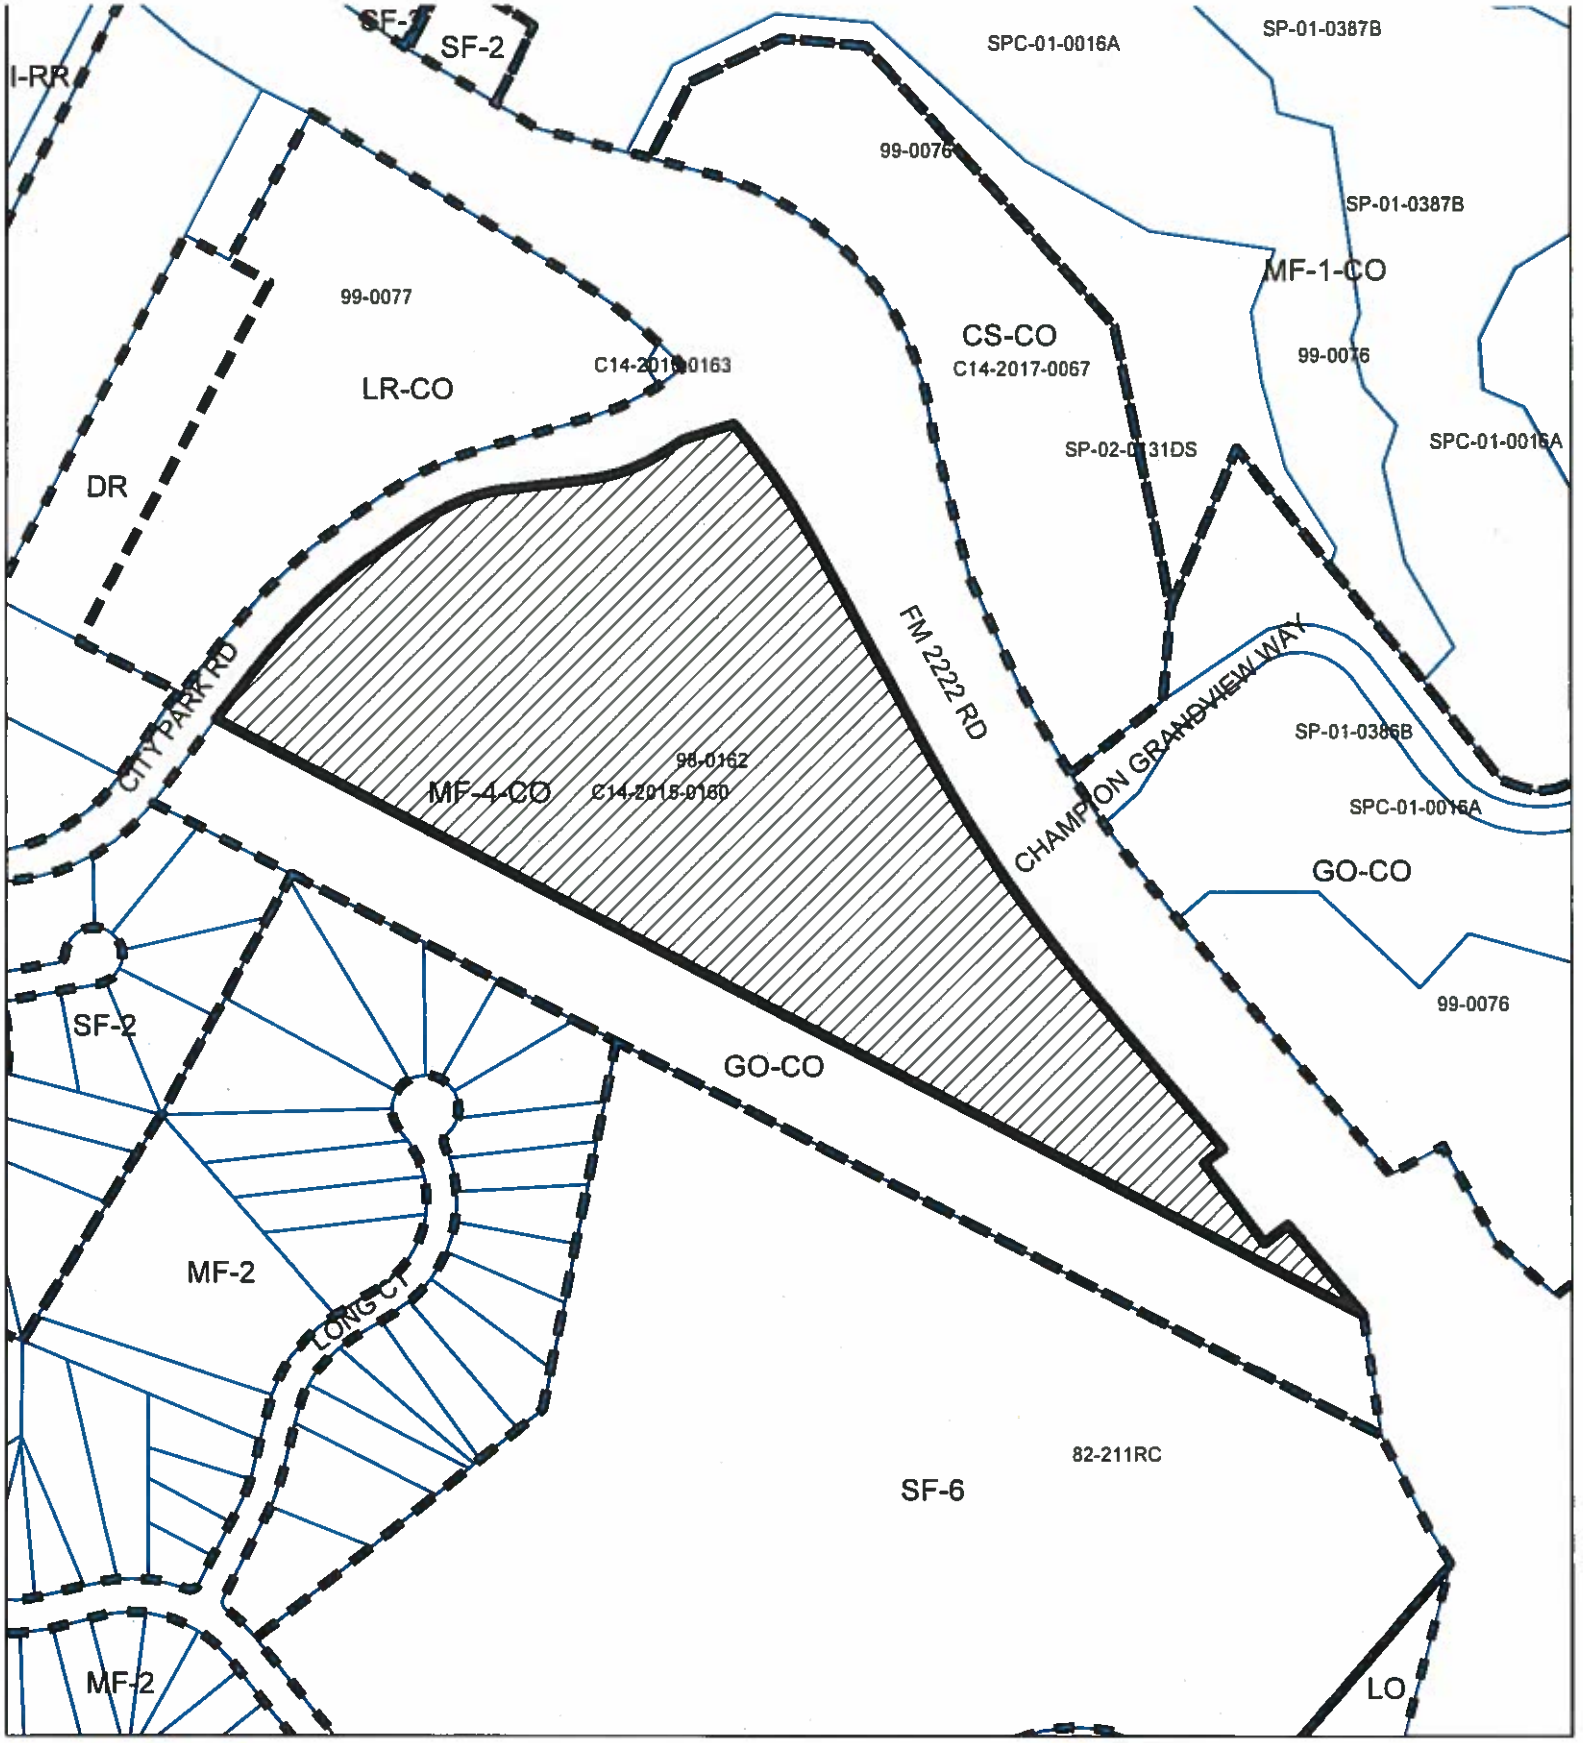 SF-2
SPC-01-0016A
SP-01-0387B
SF-2
I-RR
99-0076
SP-01-0387B
MF-1-CO
99-0077
CS-CO
99-0076
C14-2017-0067
LR-CO
SP-02-0131DS
SPC-01-0016A
DR
FM 2222 RD
CITY PARK RD
CHAMPION GRANDVIEW WAY
SP-01-0386B
98-0162
MF-4-CO
C14-2015-0160
SPC-01-0016A
GO-CO
99-0076
SF-2
GO-CO
MF-2
LONG CT
82-211RC
SF-6
MF-2
LO